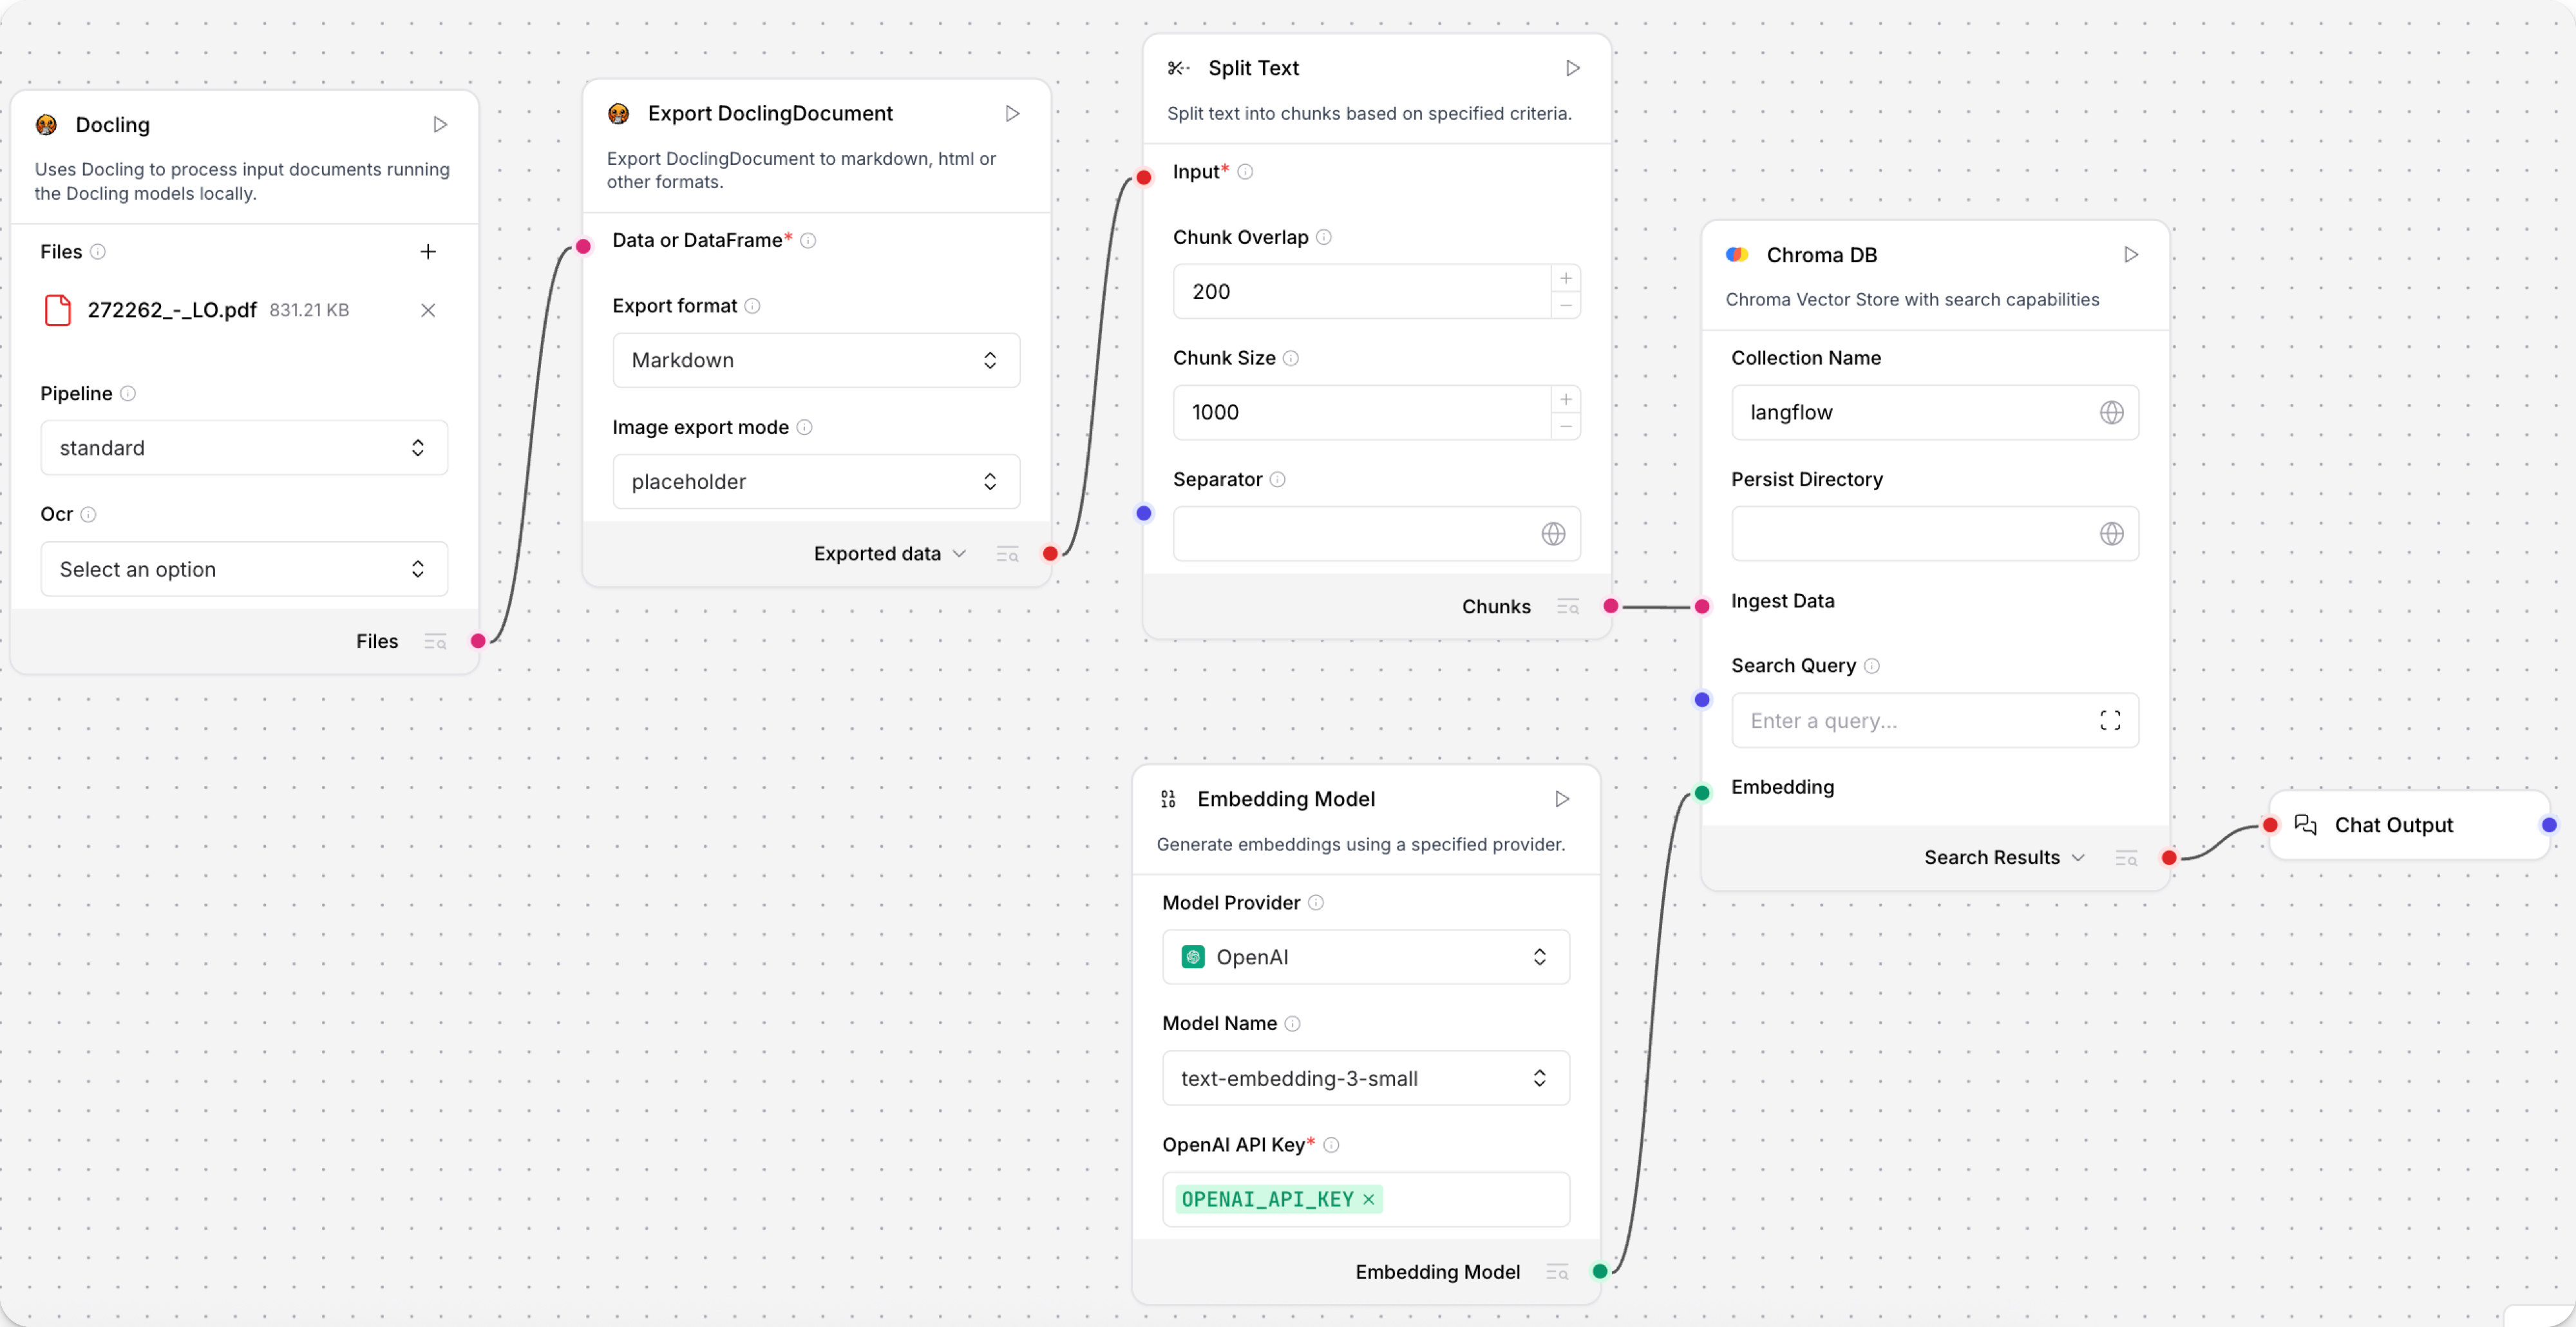 Docling
Uses Docling to process input documents running
the Docling models locally.
Files
272262_-_LO.pdf 831.21 KB
Pipeline
standard
Ocr
Select an option
Files
Export DoclingDocument
Export DoclingDocument to markdown, html or
other formats.
Data or DataFrame*
Export format
Markdown
Image export mode
placeholder
Exported data
Split Text
Split text into chunks based on specified criteria.
Input*
Chunk Overlap
200
Chunk Size
1000
Separator
Chunks
Embedding Model
Generate embeddings using a specified provider.
Model Provider
OpenAI
Model Name
text-embedding-3-small
OpenAI API Key*
OPENAI_API_KEY
Embedding Model
Chroma DB
Chroma Vector Store with search capabilities
Collection Name
langflow
Persist Directory
Ingest Data
Search Query
Enter a query...
Embedding
Search Results
Chat Output